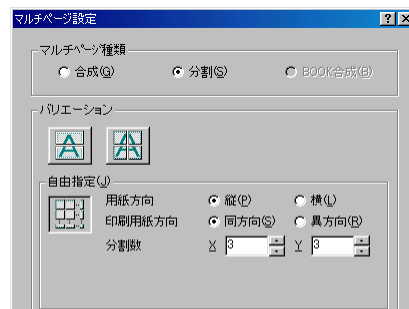 マルチページ設定
マルチページ種類
合成(G) 分割(S) BOOK合成(B)
バリエーション
自由指定(J)
用紙方向 縦(P) 横(L)
印刷用紙方向 同方向(S) 異方向(R)
分割数 X 3 Y 3